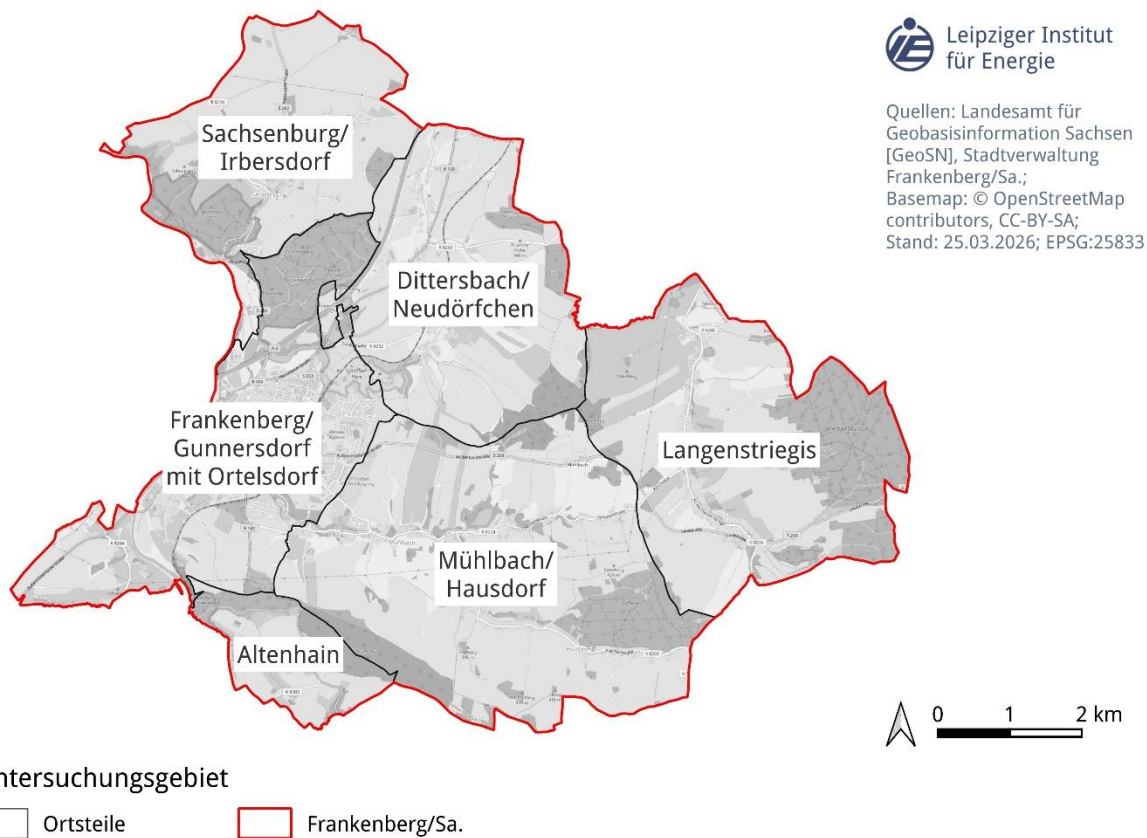 Leipziger Institut
für Energie
Quellen: Landesamt für
Geobasisinformation Sachsen
[GeoSN], Stadtverwaltung
Frankenberg/Sa.;
Basemap: © OpenStreetMap
contributors, CC-BY-SA;
Stand: 25.03.2026; EPSG:25833
Sachsenburg/
Irbersdorf
Dittersbach/
Neudörfchen
Frankenberg/
Gunnersdorf
mit Ortelsdorf
Langenstriegis
Mühlbach/
Hausdorf
Altenhain
0 1 2 km
ntersuchungsgebiet
Ortsteile
Frankenberg/Sa.